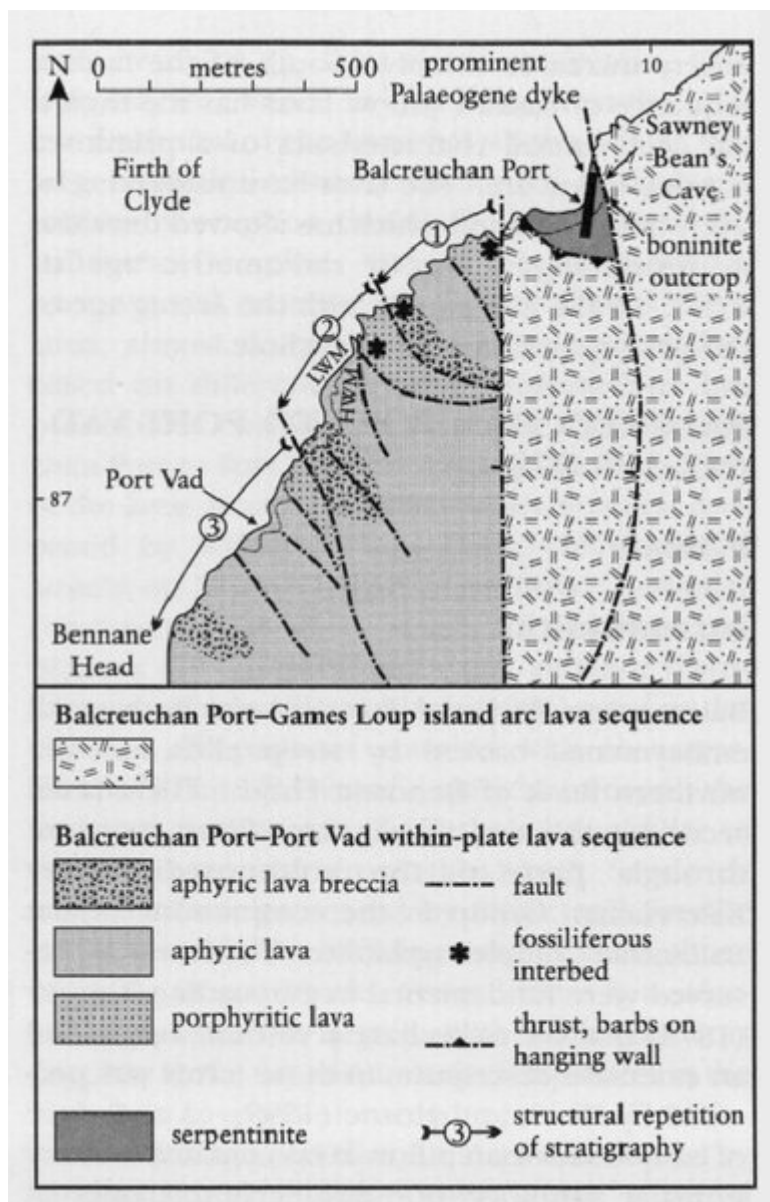 N 0 metres 500
prominent
Palaeogene dyke
10
Sawney
Bean's
Cave
Balcreuchan Port
boninite
outcrop
Firth of
Clyde
1
2
LWM
HWM
Port Vad
87
3
Bennane
Head
Balcreuchan Port–Games Loup island arc lava sequence
Balcreuchan Port–Port Vad within-plate lava sequence
aphyric lava breccia
aphyric lava
porphyritic lava
serpentinite
fault
fossiliferous
interbed
thrust, barbs on
hanging wall
3 structural repetition
of stratigraphy